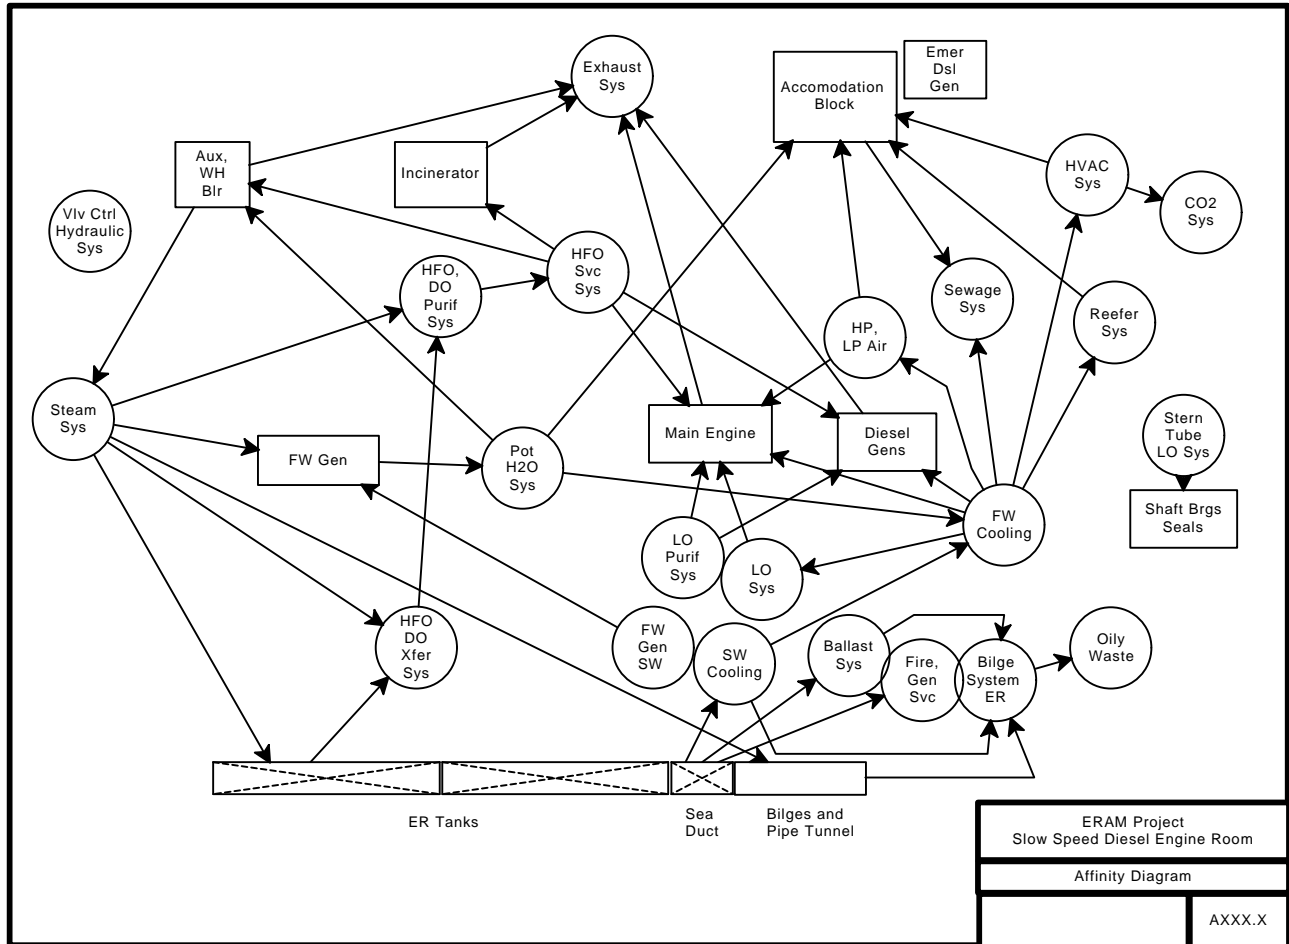 Exhaust
Sys
Accomodation
Block
Emer
Dsl
Gen
Aux,
WH
Blr
Incinerator
HVAC
Sys
CO2
Sys
Vlv Ctrl
Hydraulic
Sys
HFO,
DO
Purif
Sys
HFO
Svc
Sys
Sewage
Sys
HP,
LP Air
Reefer
Sys
Steam
Sys
FW Gen
Pot
H2O
Sys
Main Engine
Diesel
Gens
Stern
Tube
LO Sys
Shaft Brgs
Seals
FW
Cooling
LO
Purif
Sys
LO
Sys
HFO
DO
Xfer
Sys
FW
Gen
SW
SW
Cooling
Ballast
Sys
Fire,
Gen
Svc
Bilge
System
ER
Oily
Waste
ER Tanks
Sea
Duct
Bilges and
Pipe Tunnel
ERAM Project
Slow Speed Diesel Engine Room
Affinity Diagram
AXXX.X